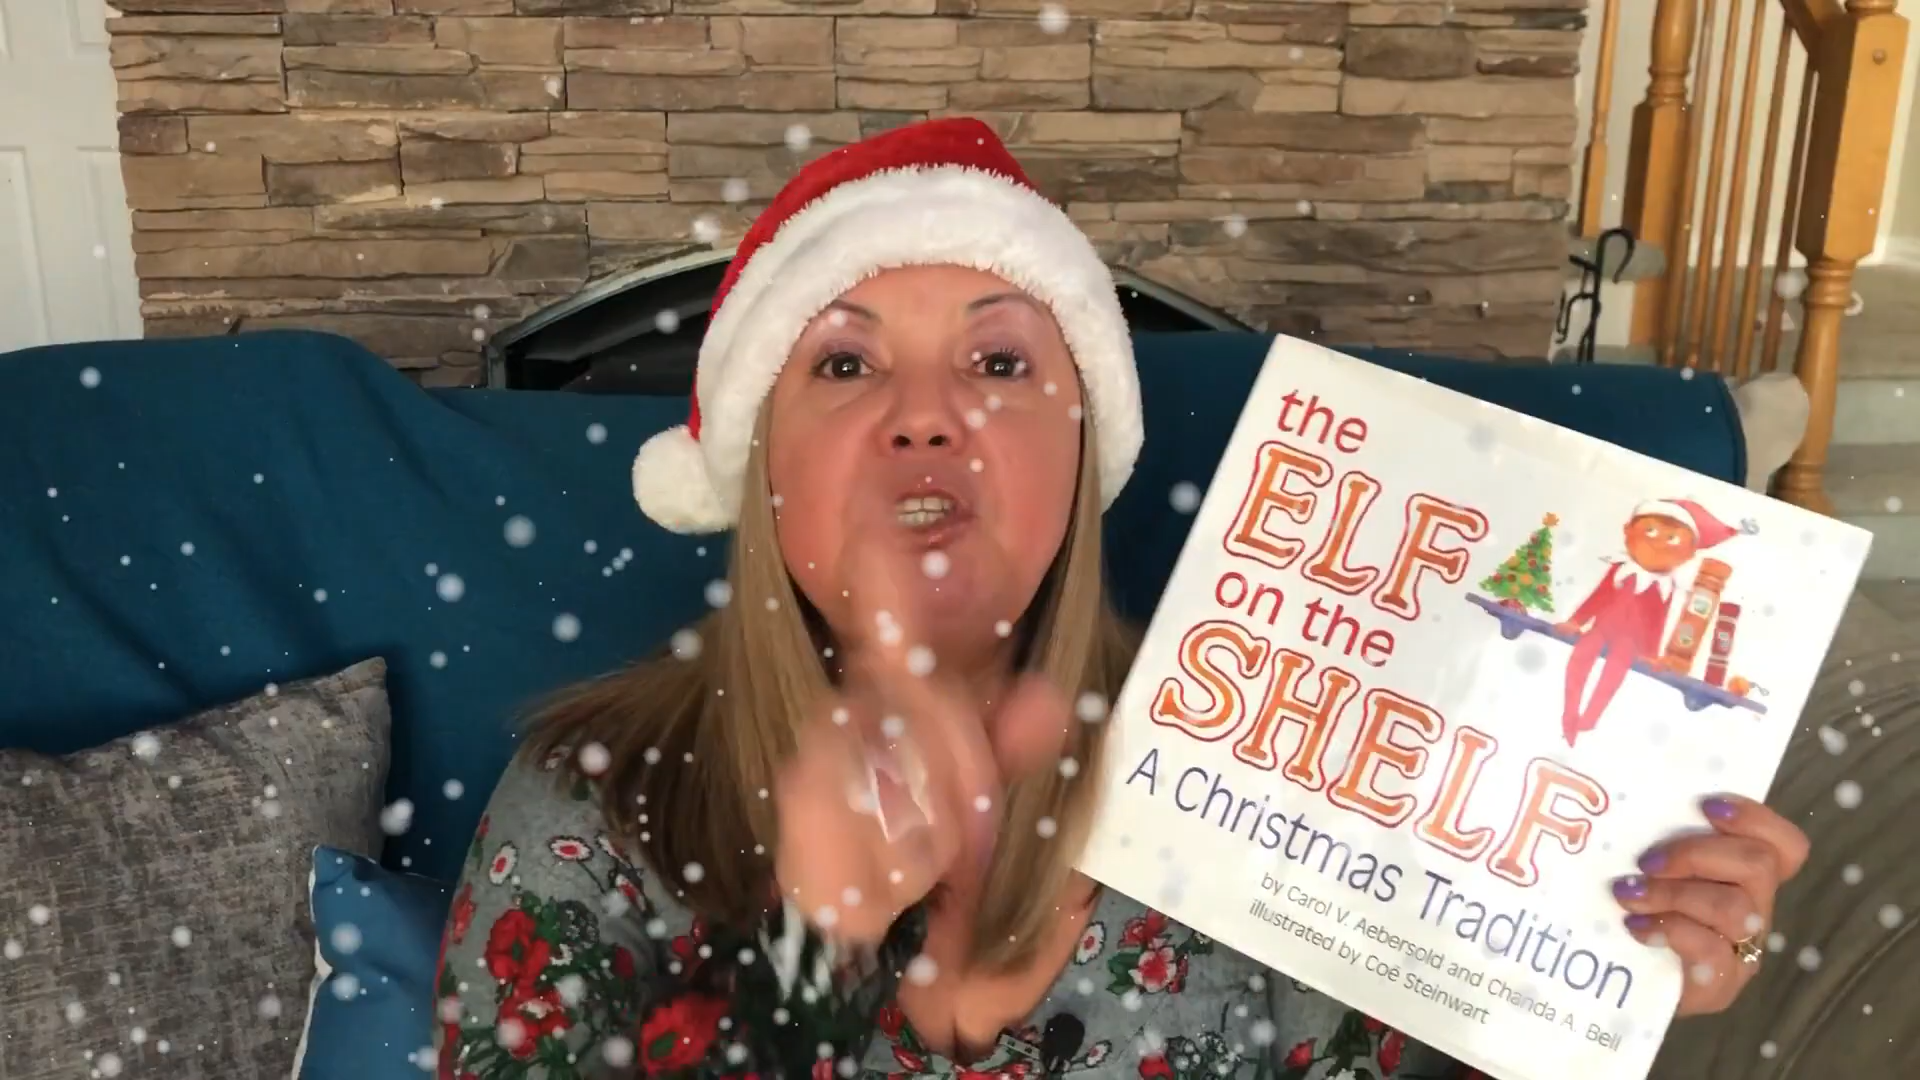 the
ELF
on the
SHELF
A Christmas Tradition
by Carol V. Aebersold and Chanda A. Bell
illustrated by Coë Steinwart